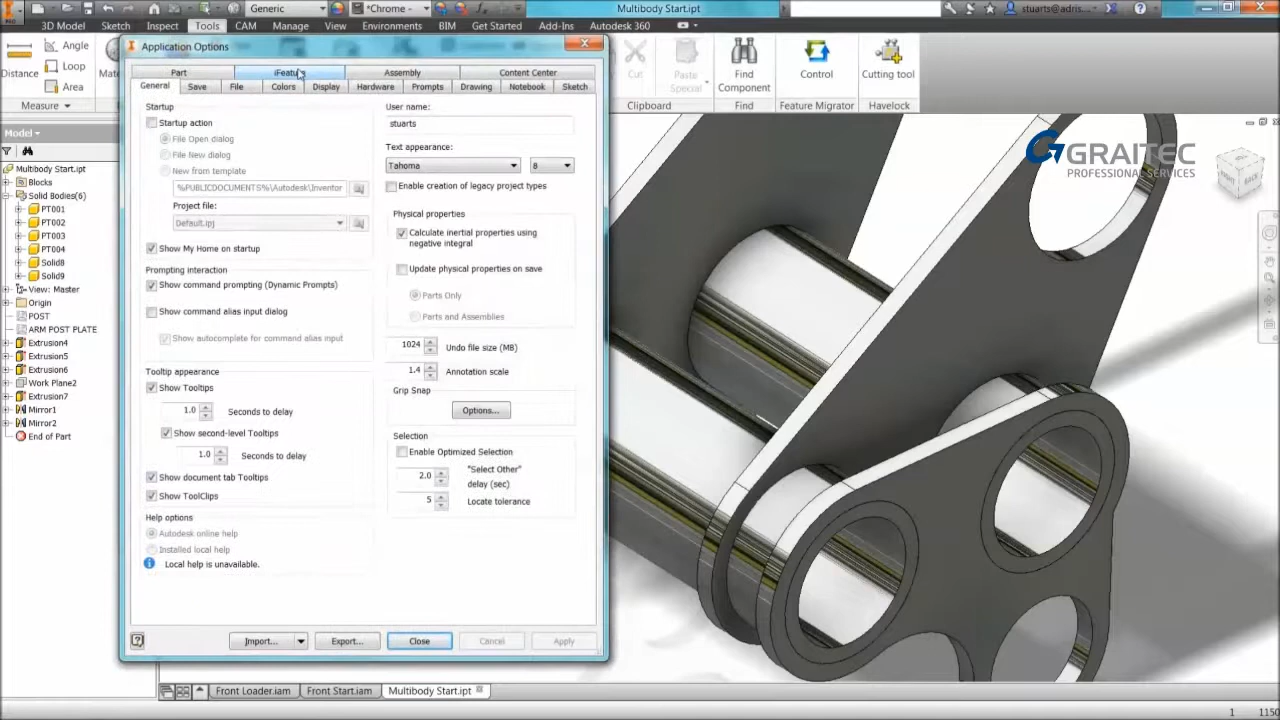 Generic
*Chrome
Multibody Start.ipt
stuarts@adris...
3D Model Sketch Inspect Tools CAM Manage View Environments BIM Get Started Add-Ins Autodesk 360
Distance
Angle
Loop
Area
Measure
Cut
Paste Special
Clipboard
Find Component
Find
Control
Feature Migrator
Cutting tool
Havelock
Model
Multibody Start.ipt
Blocks
Solid Bodies(6)
PT001
PT002
PT003
PT004
Solid8
Solid9
View: Master
Origin
POST
ARM POST PLATE
Extrusion4
Extrusion5
Extrusion6
Work Plane2
Extrusion7
Mirror1
Mirror2
End of Part
Application Options
Part iFeature Assembly Content Center
General Save File Colors Display Hardware Prompts Drawing Notebook Sketch
Startup
Startup action
File Open dialog
File New dialog
New from template
%PUBLICDOCUMENTS%\Autodesk\Inventor
Project file:
Default.ipj
Show My Home on startup
Prompting interaction
Show command prompting (Dynamic Prompts)
Show command alias input dialog
Show autocomplete for command alias input
Tooltip appearance
Show Tooltips
1.0 Seconds to delay
Show second-level Tooltips
1.0 Seconds to delay
Show document tab Tooltips
Show ToolClips
Help options
Autodesk online help
Installed local help
Local help is unavailable.
User name:
stuarts
Text appearance:
Tahoma 8
Enable creation of legacy project types
Physical properties
Calculate inertial properties using
negative integral
Update physical properties on save
Parts Only
Parts and Assemblies
1024 Undo file size (MB)
1.4 Annotation scale
Grip Snap
Options...
Selection
Enable Optimized Selection
2.0 "Select Other"
delay (sec)
5 Locate tolerance
Import... Export... Close Cancel Apply
GRAITEC
PROFESSIONAL SERVICES
Front Loader.iam Front Start.iam Multibody Start.ipt
1 1150